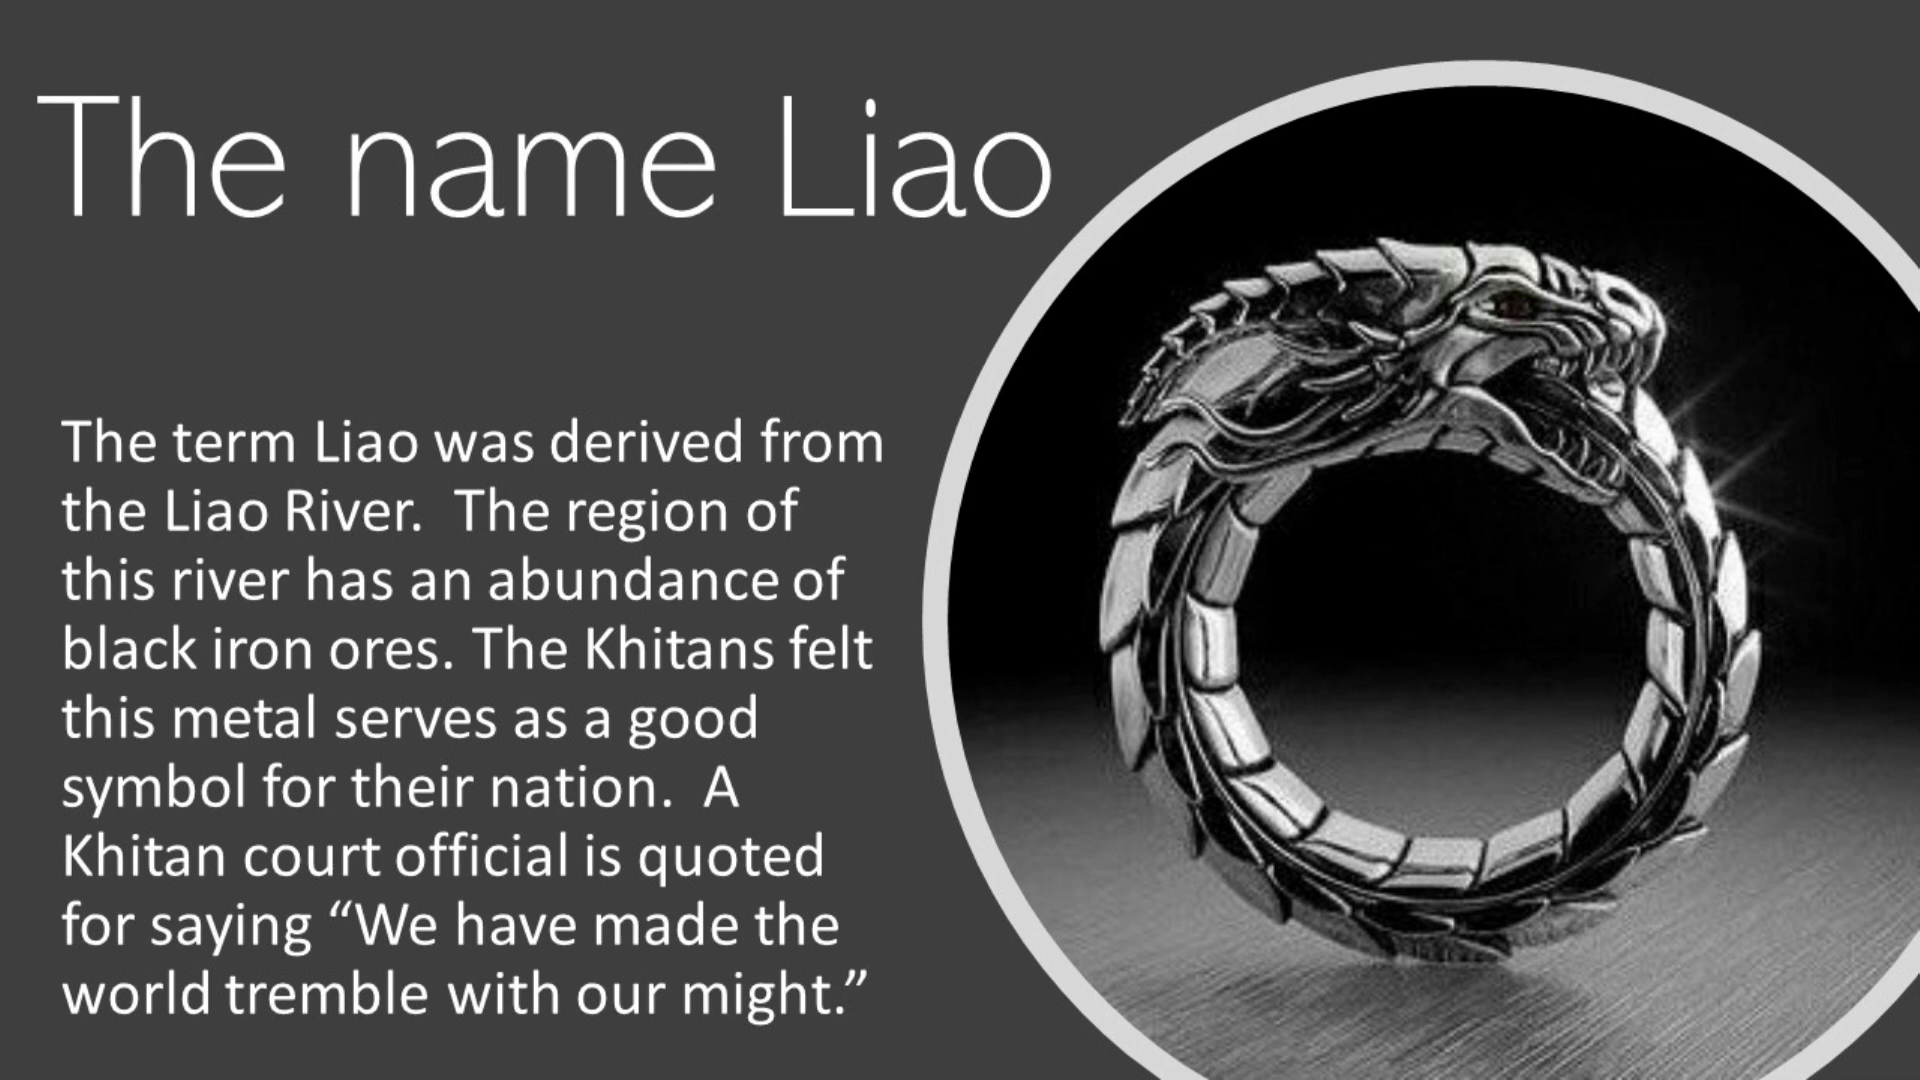 The name Liao
The term Liao was derived from
the Liao River.  The region of
this river has an abundance of
black iron ores. The Khitans felt
this metal serves as a good
symbol for their nation.  A
Khitan court official is quoted
for saying “We have made the
world tremble with our might.”